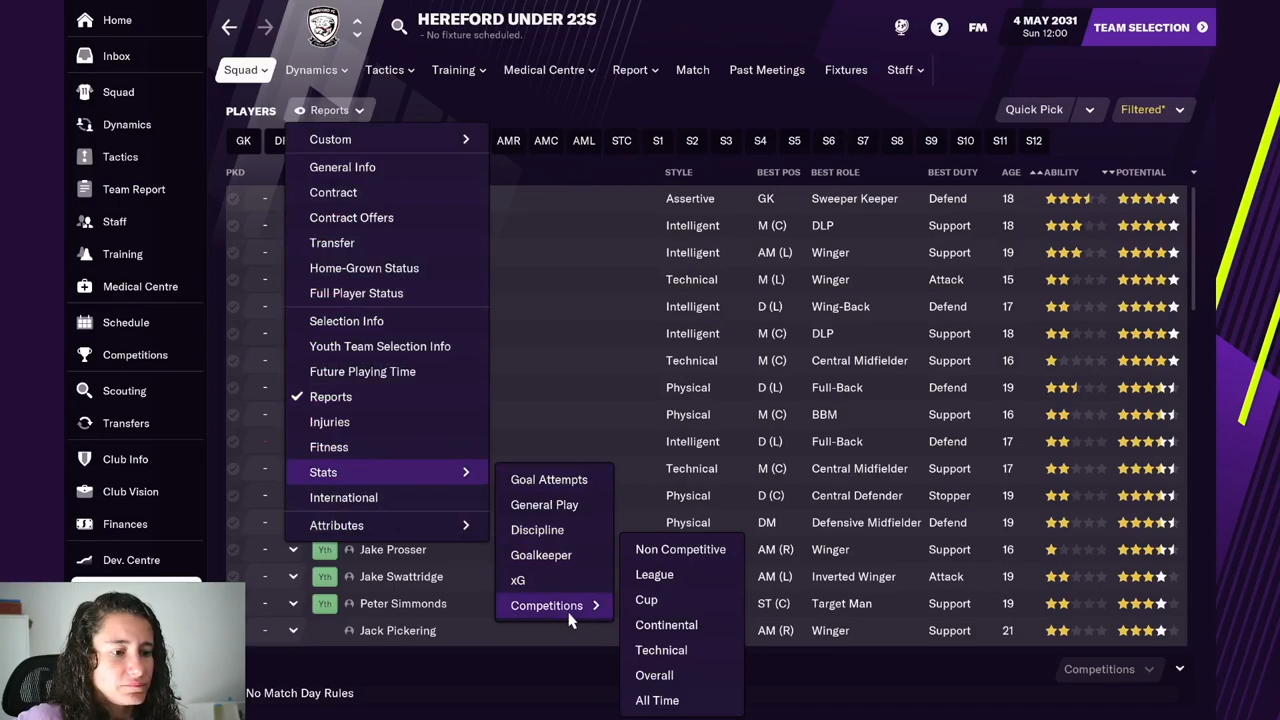 Home
Inbox
Squad
Dynamics
Tactics
Team Report
Staff
Training
Medical Centre
Schedule
Competitions
Scouting
Transfers
Club Info
Club Vision
Finances
Dev. Centre
HEREFORD UNDER 23S
- No fixture scheduled.
FM
4 MAY 2031
Sun 12:00
TEAM SELECTION
Squad
Dynamics
Tactics
Training
Medical Centre
Report
Match
Past Meetings
Fixtures
Staff
PLAYERS
Reports
Quick Pick
Filtered*
GK AMR AMC AML STC S1 S2 S3 S4 S5 S6 S7 S8 S9 S10 S11 S12
PKD STYLE BEST POS BEST ROLE BEST DUTY AGE ABILITY POTENTIAL
- Assertive GK Sweeper Keeper Defend 18
- Intelligent M (C) DLP Support 18
- Intelligent AM (L) Winger Support 19
- Technical M (L) Winger Attack 15
- Intelligent D (L) Wing-Back Defend 17
- Intelligent M (C) DLP Support 18
- Technical M (C) Central Midfielder Support 16
- Physical D (L) Full-Back Defend 19
- Physical M (C) BBM Support 16
- Intelligent D (L) Full-Back Defend 17
- Technical M (C) Central Midfielder Support 17
- Physical D (C) Central Defender Stopper 19
- Physical DM Defensive Midfielder Support 19
- Yth Jake Prosser AM (R) Winger Support 16
- Yth Jake Swattridge AM (L) Inverted Winger Attack 19
- Yth Peter Simmonds ST (C) Target Man Support 19
- Jack Pickering AM (R) Winger Support 21
Custom
General Info
Contract
Contract Offers
Transfer
Home-Grown Status
Full Player Status
Selection Info
Youth Team Selection Info
Future Playing Time
Reports
Injuries
Fitness
Stats
International
Attributes
Goal Attempts
General Play
Discipline
Goalkeeper
xG
Competitions
Non Competitive
League
Cup
Continental
Technical
Overall
All Time
Competitions
No Match Day Rules